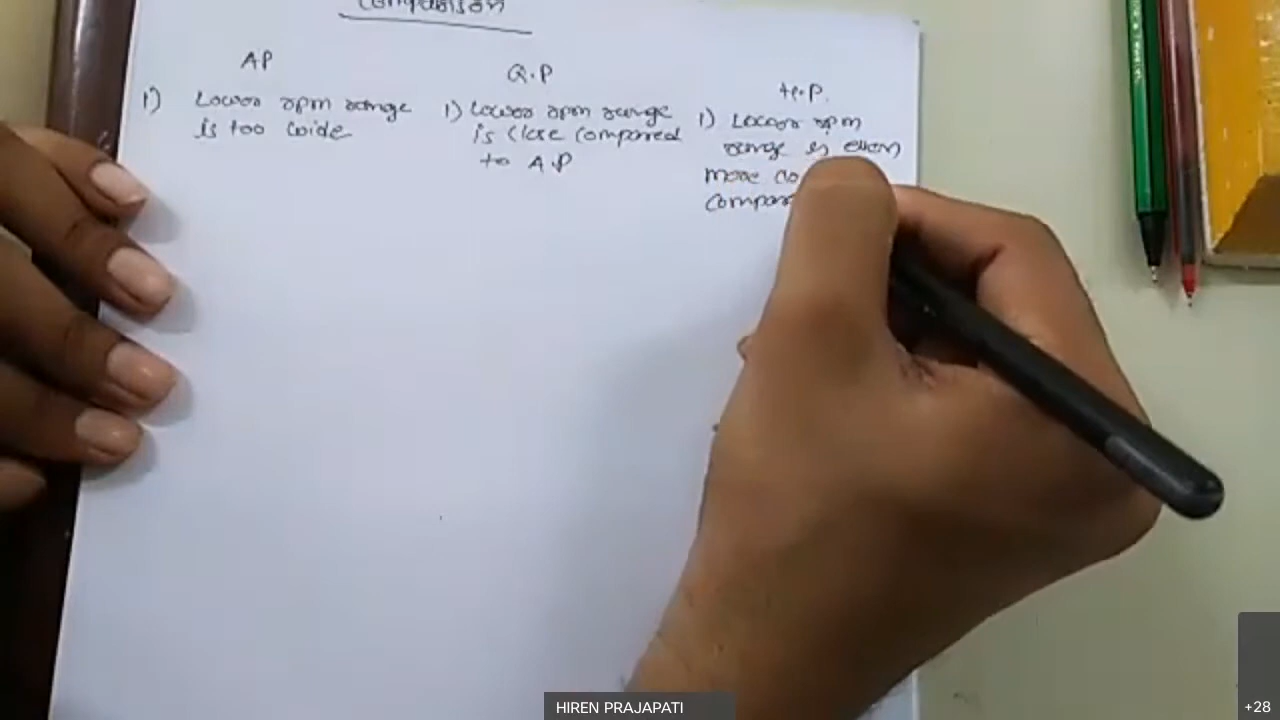 Comparison
AP
1) Lower rpm range
is too wide
Q.P
1) Lower rpm range
is close compared
to A.P
H.P.
1) Lower rpm
range is even
more
HIREN PRAJAPATI
+28